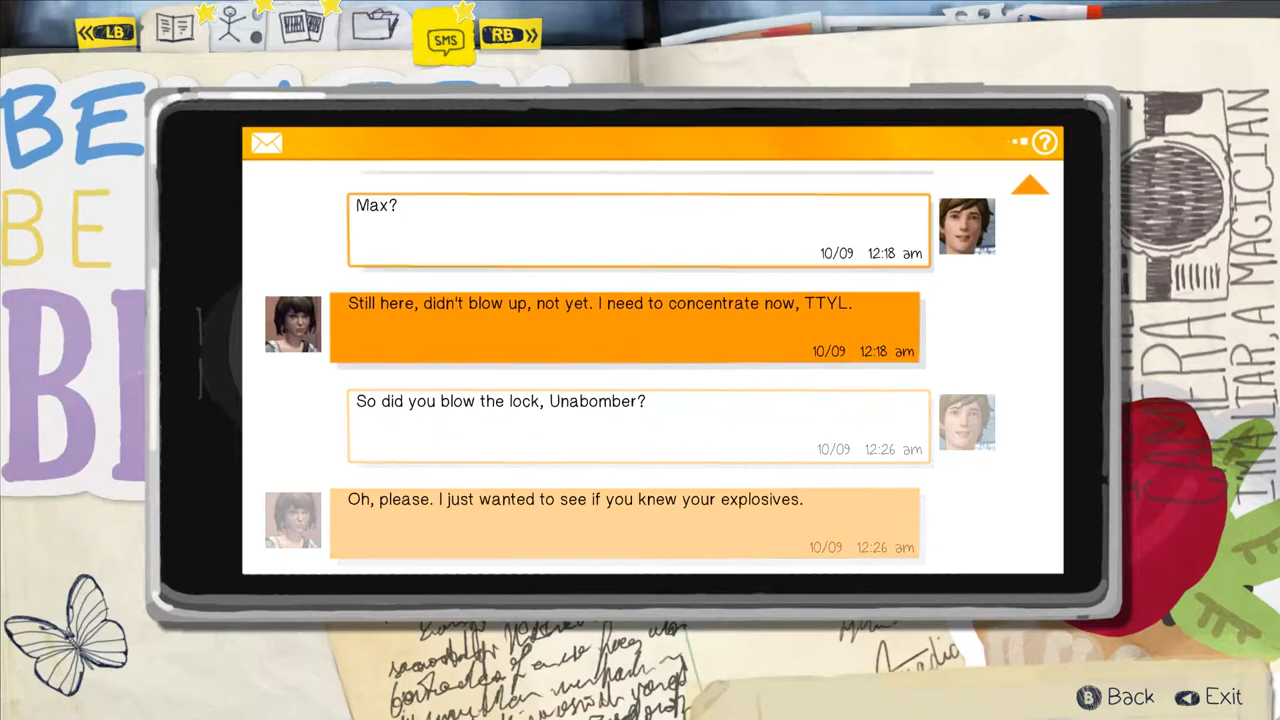 LB
SMS
RB
Max?
10/09 12:18 am
Still here, didn't blow up, not yet. I need to concentrate now, TTYL.
10/09 12:18 am
So did you blow the lock, Unabomber?
10/09 12:26 am
Oh, please. I just wanted to see if you knew your explosives.
10/09 12:26 am
BE
BE
A MAGICIAN
LIAR, A
B Back
Exit